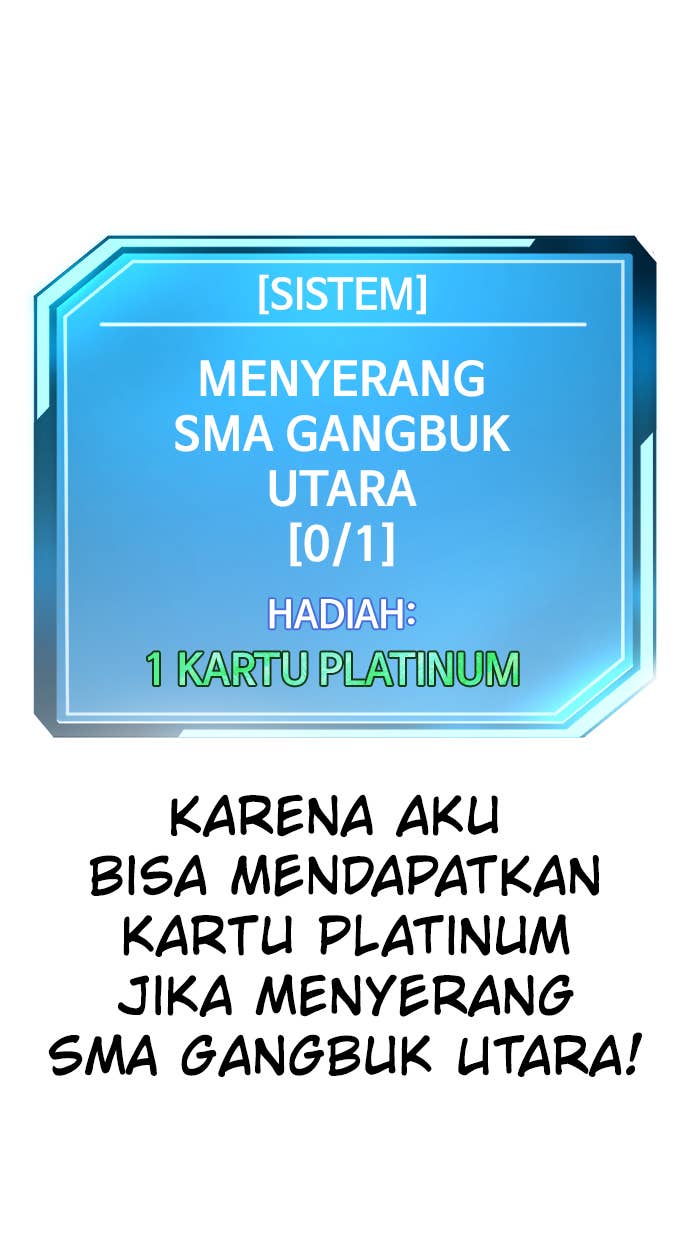 [SISTEM]
MENYERANG
SMA GANGBUK
UTARA
[0/1]
HADIAH:
1 KARTU PLATINUM
KARENA AKU
BISA MENDAPATKAN
KARTU PLATINUM
JIKA MENYERANG
SMA GANGBUK UTARA!